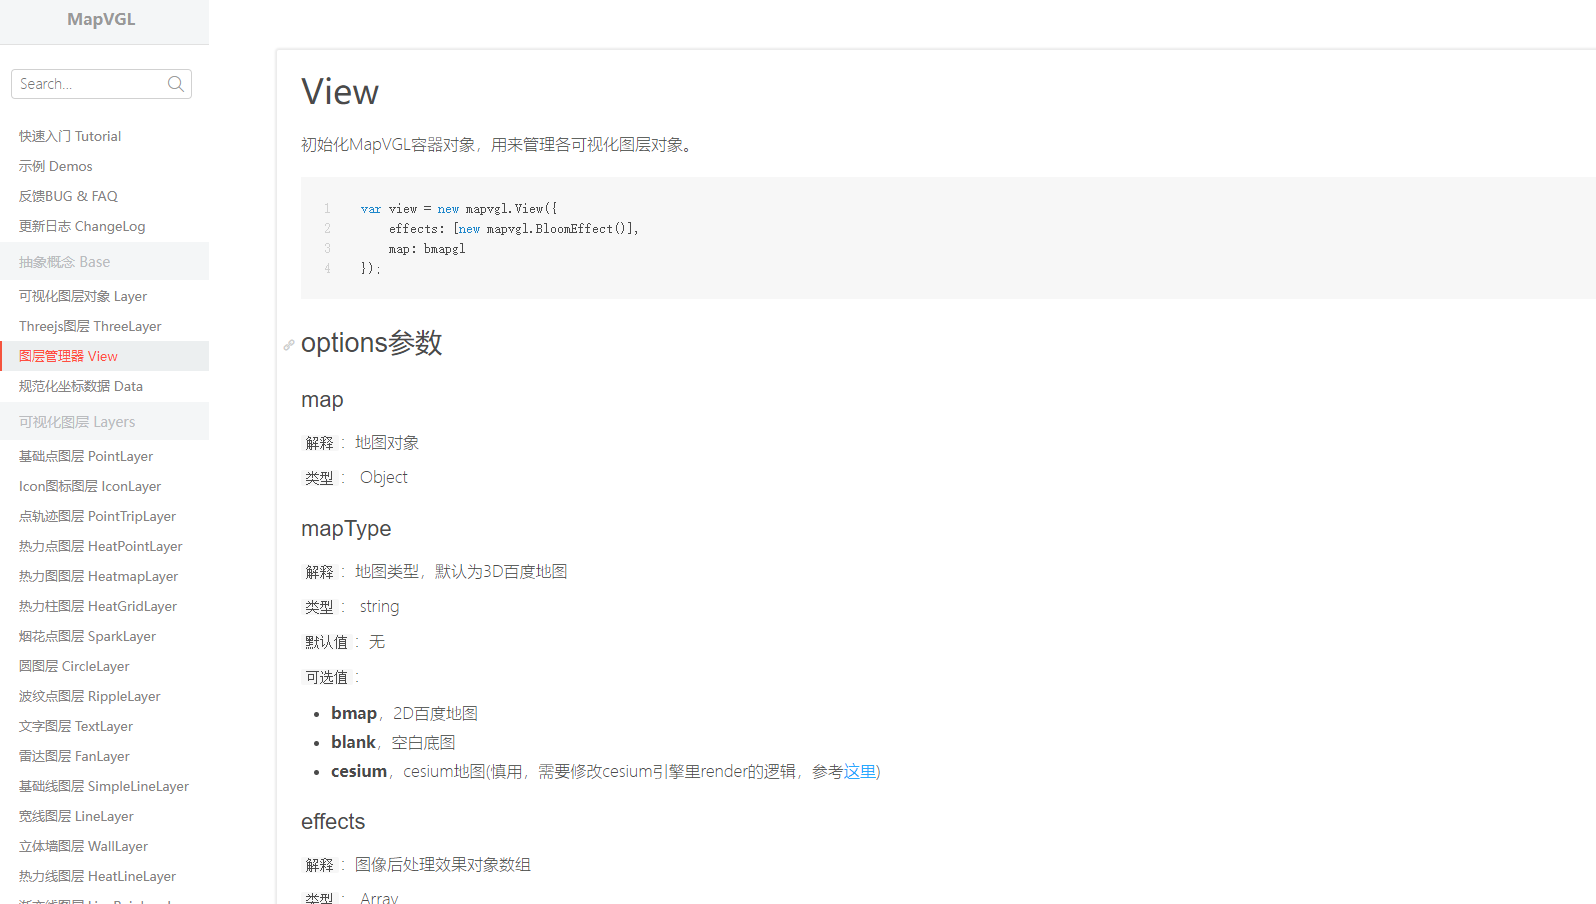 MapVGL
Search...
快速入门 Tutorial
示例 Demos
反馈BUG & FAQ
更新日志 ChangeLog
抽象概念 Base
可视化图层对象 Layer
Threejs图层 ThreeLayer
图层管理器 View
规范化坐标数据 Data
可视化图层 Layers
基础点图层 PointLayer
Icon图标图层 IconLayer
点轨迹图层 PointTripLayer
热力点图层 HeatPointLayer
热力图图层 HeatmapLayer
热力柱图层 HeatGridLayer
烟花点图层 SparkLayer
圆图层 CircleLayer
波纹点图层 RippleLayer
文字图层 TextLayer
雷达图层 FanLayer
基础线图层 SimpleLineLayer
宽线图层 LineLayer
立体墙图层 WallLayer
热力线图层 HeatLineLayer
View
初始化MapVGL容器对象，用来管理各可视化图层对象。
1 var view = new mapvgl.View({
2 effects: [new mapvgl.BloomEffect()],
3 map: bmapgl
4 });
options参数
map
解释：地图对象
类型： Object
mapType
解释：地图类型，默认为3D百度地图
类型： string
默认值：无
可选值：
• bmap，2D百度地图
• blank，空白底图
• cesium，cesium地图(慎用，需要修改cesium引擎里render的逻辑，参考这里)
effects
解释：图像后处理效果对象数组
类型： Array